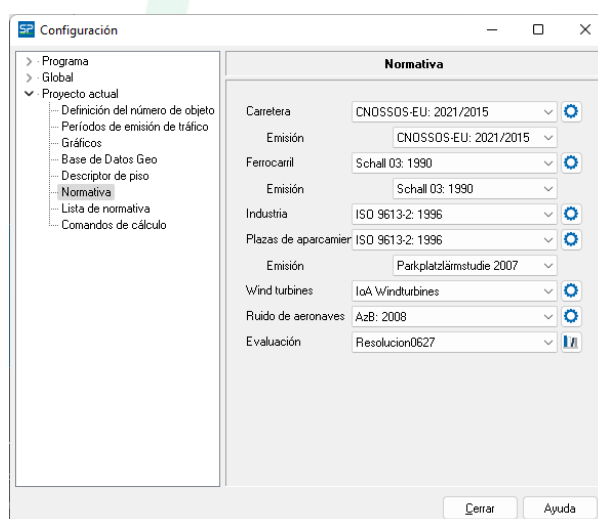 SP Configuración
Programa
Global
Proyecto actual
Definición del número de objeto
Períodos de emisión de tráfico
Gráficos
Base de Datos Geo
Descriptor de piso
Normativa
Lista de normativa
Comandos de cálculo
Normativa
Carretera CNOSSOS-EU: 2021/2015
Emisión CNOSSOS-EU: 2021/2015
Ferrocarril Schall 03: 1990
Emisión Schall 03: 1990
Industria ISO 9613-2: 1996
Plazas de aparcamier ISO 9613-2: 1996
Emisión Parkplatzlärmstudie 2007
Wind turbines IoA Windturbines
Ruido de aeronaves AzB: 2008
Evaluación Resolucion0627
Cerrar Ayuda